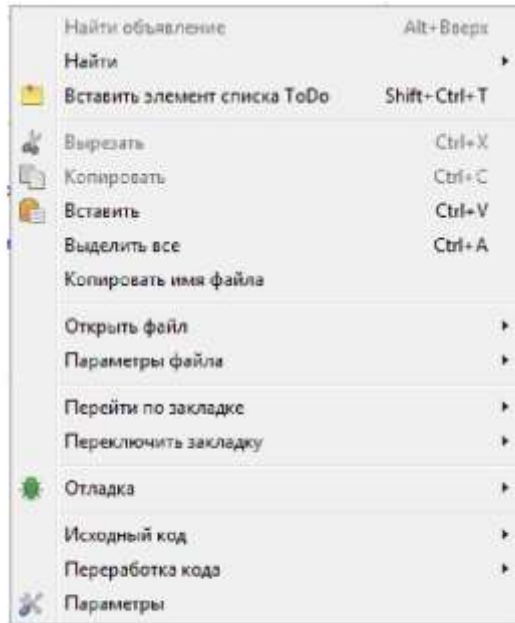 Найти объявление Alt+Вверх
Найти
Вставить элемент списка ToDo Shift+Ctrl+T
Вырезать Ctrl+X
Копировать Ctrl+C
Вставить Ctrl+V
Выделить все Ctrl+A
Копировать имя файла
Открыть файл
Параметры файла
Перейти по закладке
Переключить закладку
Отладка
Исходный код
Переработка кода
Параметры